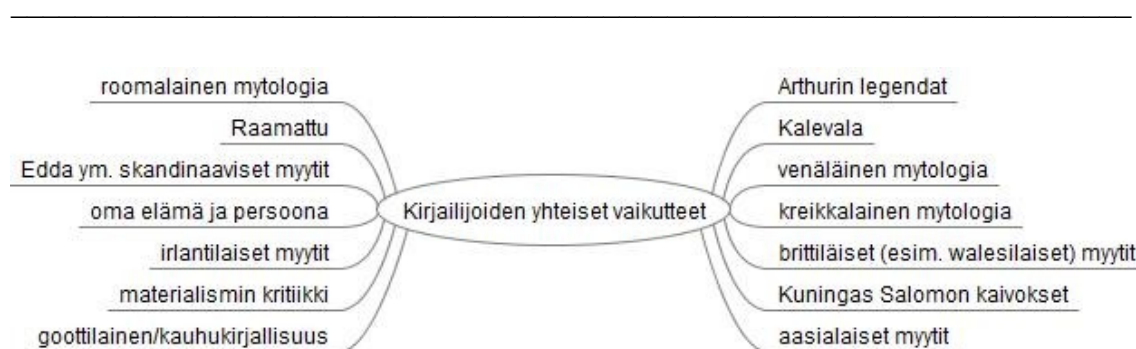 roomalainen mytologia
Raamattu
Edda ym. skandinaaviset myytit
oma elämä ja persoona
irlantilaiset myytit
materialismin kritiikki
goottilainen/kauhukirjallisuus
Kirjailijoiden yhteiset vaikutteet
Arthurin legendat
Kalevala
venäläinen mytologia
kreikkalainen mytologia
brittiläiset (esim. walesilaiset) myytit
Kuningas Salomon kaivokset
aasialaiset myytit